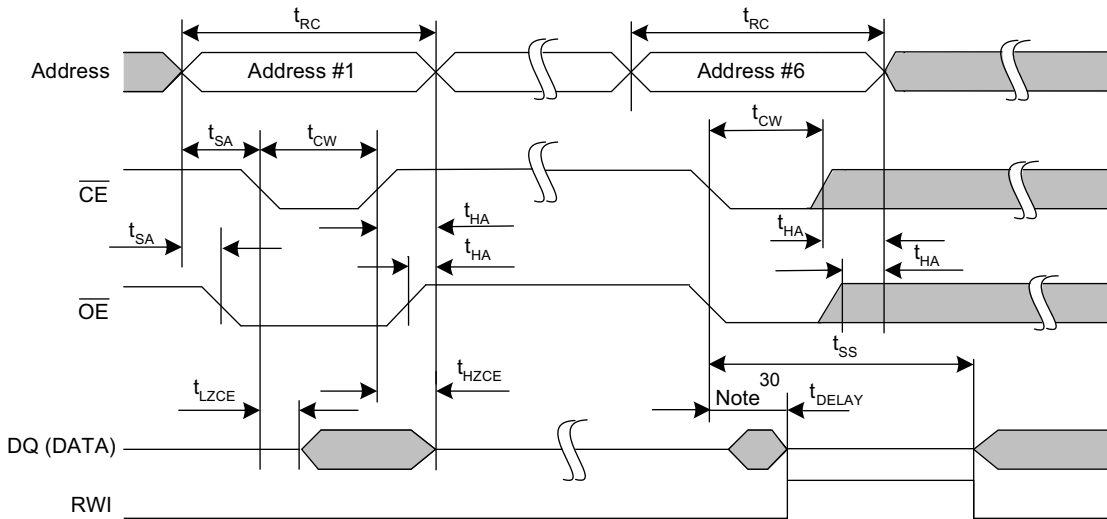 tRC tRC
Address Address #1 Address #6
tSA tCW tCW
CE
tSA tHA tHA
tHA tHA
OE
tSS
tLZCE tHZCE Note 30 tDELAY
DQ (DATA)
RWI